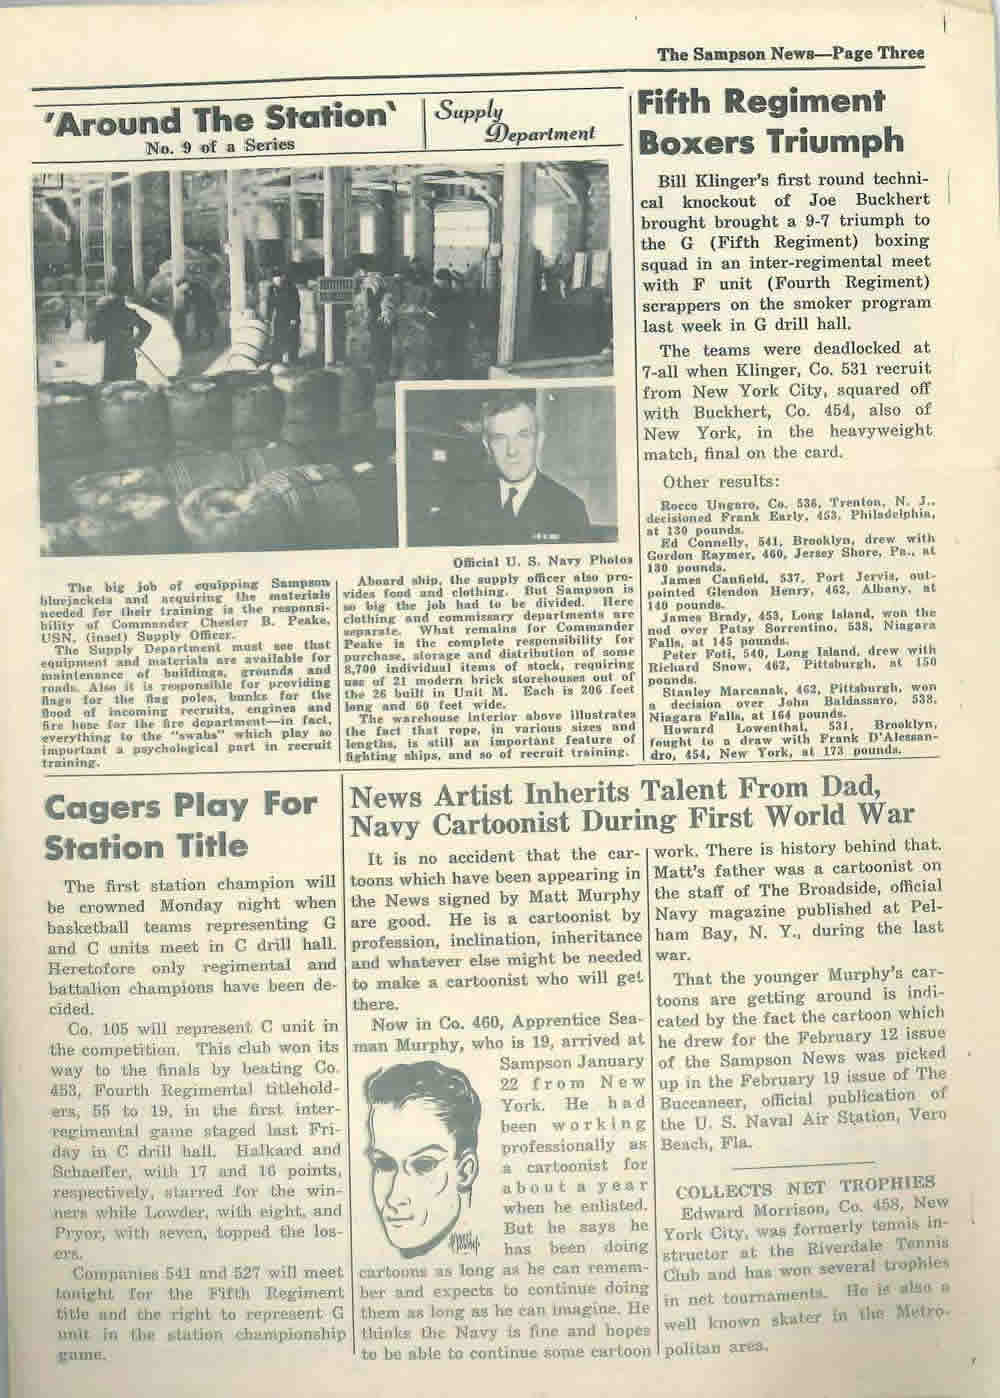 The Sampson News—Page Three
'Around The Station'
No. 9 of a Series
Supply
Department
Official U. S. Navy Photos
The big job of equipping Sampson
bluejackets and acquiring the materials
needed for their training is the responsi-
bility of Commander Chester B. Peake,
USN, (inset) Supply Officer.
The Supply Department must see that
equipment and materials are available for
maintenance of buildings, grounds and
roads. Also it is responsible for providing
flags for the flag poles, bunks for the
flood of incoming recruits, engines and
fire hose for the fire department—in fact,
everything to the "swabs" which play so
important a psychological part in recruit
training.
Aboard ship, the supply officer also pro-
vides food and clothing. But Sampson is
so big the job had to be divided. Here
clothing and commissary departments are
separate. What remains for Commander
Peake is the complete responsibility for
purchase, storage and distribution of some
8,700 individual items of stock, requiring
use of 21 modern brick storehouses out of
the 26 built in Unit M. Each is 206 feet
long and 60 feet wide.
The warehouse interior above illustrates
the fact that rope, in various sizes and
lengths, is still an important feature of
fighting ships, and so of recruit training.
Fifth Regiment
Boxers Triumph
Bill Klinger's first round techni-
cal knockout of Joe Buckhert
brought brought a 9-7 triumph to
the G (Fifth Regiment) boxing
squad in an inter-regimental meet
with F unit (Fourth Regiment)
scrappers on the smoker program
last week in G drill hall.
The teams were deadlocked at
7-all when Klinger, Co. 531 recruit
from New York City, squared off
with Buckhert, Co. 454, also of
New York, in the heavyweight
match, final on the card.
Other results:
Rocco Ungaro, Co. 536, Trenton, N. J.,
decisioned Frank Early, 453, Philadelphia,
at 130 pounds.
Ed Connelly, 541, Brooklyn, drew with
Gordon Raymer, 460, Jersey Shore, Pa., at
130 pounds.
James Canfield, 537, Port Jervis, out-
pointed Glendon Henry, 462, Albany, at
140 pounds.
James Brady, 453, Long Island, won the
nod over Patsy Sorrentino, 538, Niagara
Falls, at 145 pounds.
Peter Foti, 540, Long Island, drew with
Richard Snow, 462, Pittsburgh, at 150
pounds.
Stanley Marcanak, 462, Pittsburgh, won
a decision over John Baldassaro, 538,
Niagara Falls, at 164 pounds.
Howard Lowenthal, 531, Brooklyn,
fought to a draw with Frank D'Alessan-
dro, 454, New York, at 173 pounds.
Cagers Play For
Station Title
The first station champion will
be crowned Monday night when
basketball teams representing G
and C units meet in C drill hall.
Heretofore only regimental and
battalion champions have been de-
cided.
Co. 105 will represent C unit in
the competition. This club won its
way to the finals by beating Co.
453, Fourth Regimental titlehold-
ers, 55 to 19, in the first inter-
regimental game staged last Fri-
day in C drill hall. Halkard and
Schaeffer, with 17 and 16 points,
respectively, starred for the win-
ners while Lowder, with eight, and
Pryor, with seven, topped the los-
ers.
Companies 541 and 527 will meet
tonight for the Fifth Regiment
title and the right to represent G
unit in the station championship
game.
News Artist Inherits Talent From Dad,
Navy Cartoonist During First World War
It is no accident that the car-
toons which have been appearing in
the News signed by Matt Murphy
are good. He is a cartoonist by
profession, inclination, inheritance
and whatever else might be needed
to make a cartoonist who will get
there.
Now in Co. 460, Apprentice Sea-
man Murphy, who is 19, arrived at
Sampson January
22 from New
York. He had
been working
professionally as
a cartoonist for
about a year
when he enlisted.
But he says he
has been doing
cartoons as long as he can remem-
ber and expects to continue doing
them as long as he can imagine. He
thinks the Navy is fine and hopes
to be able to continue some cartoon
work. There is history behind that.
Matt's father was a cartoonist on
the staff of The Broadside, official
Navy magazine published at Pel-
ham Bay, N. Y., during the last
war.
That the younger Murphy's car-
toons are getting around is indi-
cated by the fact the cartoon which
he drew for the February 12 issue
of the Sampson News was picked
up in the February 19 issue of The
Buccaneer, official publication of
the U. S. Naval Air Station, Vero
Beach, Fla.
COLLECTS NET TROPHIES
Edward Morrison, Co. 458, New
York City, was formerly tennis in-
structor at the Riverdale Tennis
Club and has won several trophies
in net tournaments. He is also a
well known skater in the Metro-
politan area.